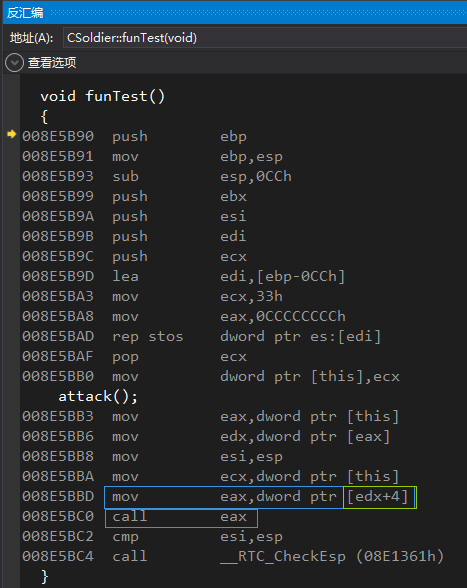 反汇编
地址(A): CSoldier::funTest(void)
查看选项
void funTest()
{
008E5B90 push ebp
008E5B91 mov ebp,esp
008E5B93 sub esp,0CCh
008E5B99 push ebx
008E5B9A push esi
008E5B9B push edi
008E5B9C push ecx
008E5B9D lea edi,[ebp-0CCh]
008E5BA3 mov ecx,33h
008E5BA8 mov eax,0CCCCCCCCh
008E5BAD rep stos dword ptr es:[edi]
008E5BAF pop ecx
008E5BB0 mov dword ptr [this],ecx
attack();
008E5BB3 mov eax,dword ptr [this]
008E5BB6 mov edx,dword ptr [eax]
008E5BB8 mov esi,esp
008E5BBA mov ecx,dword ptr [this]
008E5BBD mov eax,dword ptr [edx+4]
008E5BC0 call eax
008E5BC2 cmp esi,esp
008E5BC4 call __RTC_CheckEsp (08E1361h)
}